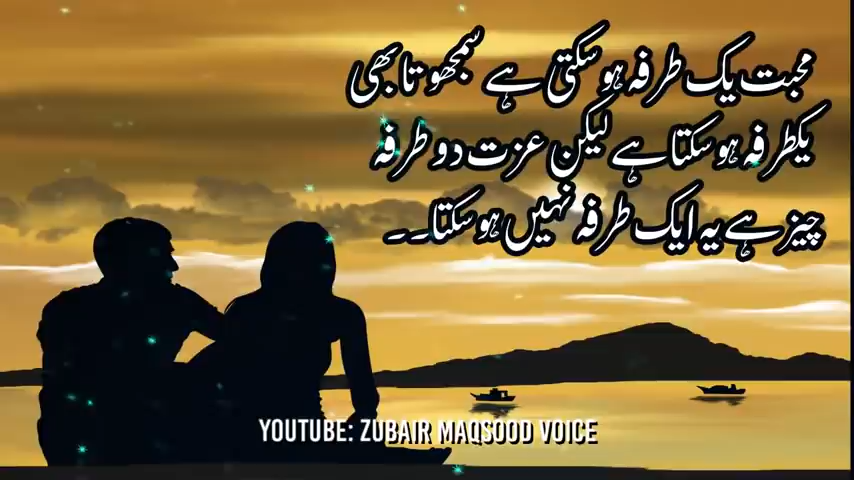 محبت یک طرفہ ہو سکتی ہے سمجھوتا بھی
یکطرفہ ہو سکتا ہے لیکن عزت دو طرفہ
چیز ہے یہ ایک طرفہ نہیں ہو سکتا۔۔
YOUTUBE: ZUBAIR MAQSOOD VOICE